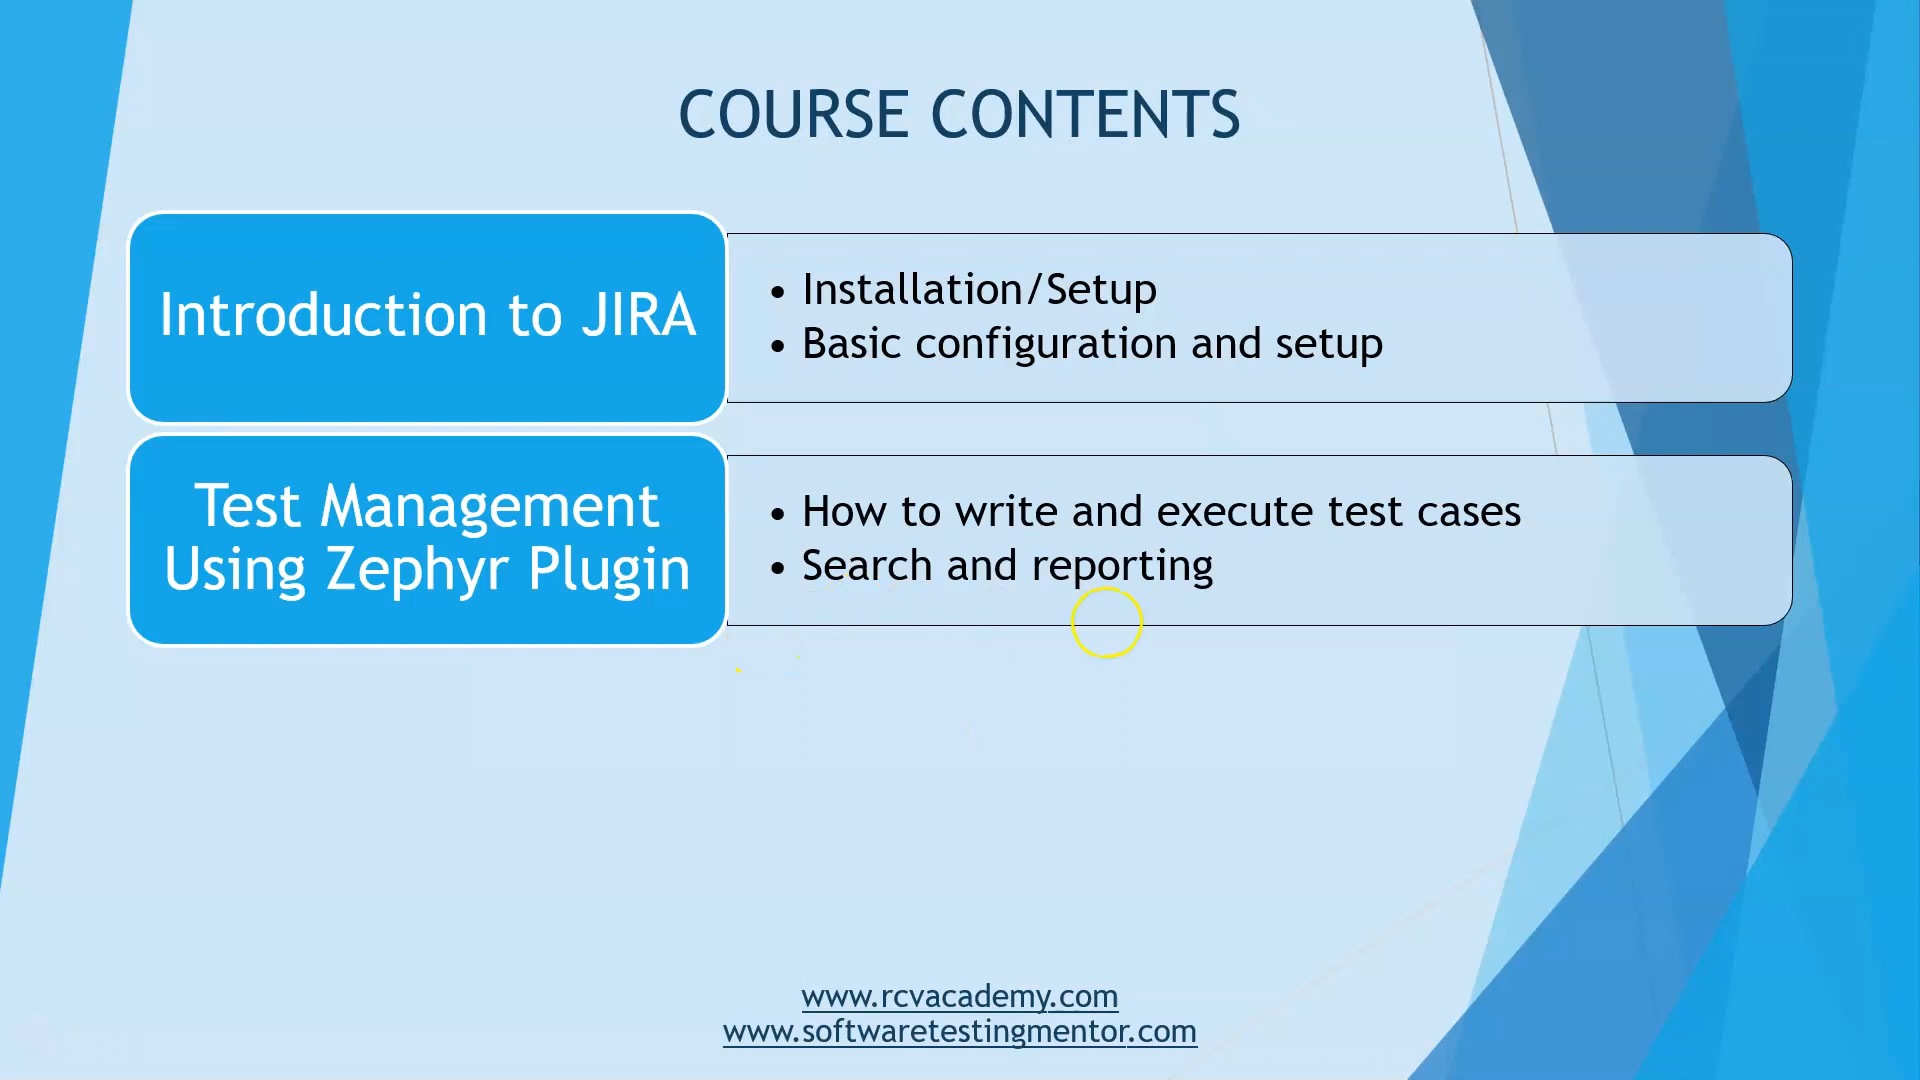 COURSE CONTENTS
Introduction to JIRA
• Installation/Setup
• Basic configuration and setup
Test Management
Using Zephyr Plugin
• How to write and execute test cases
• Search and reporting
www.rcvacademy.com
www.softwaretestingmentor.com